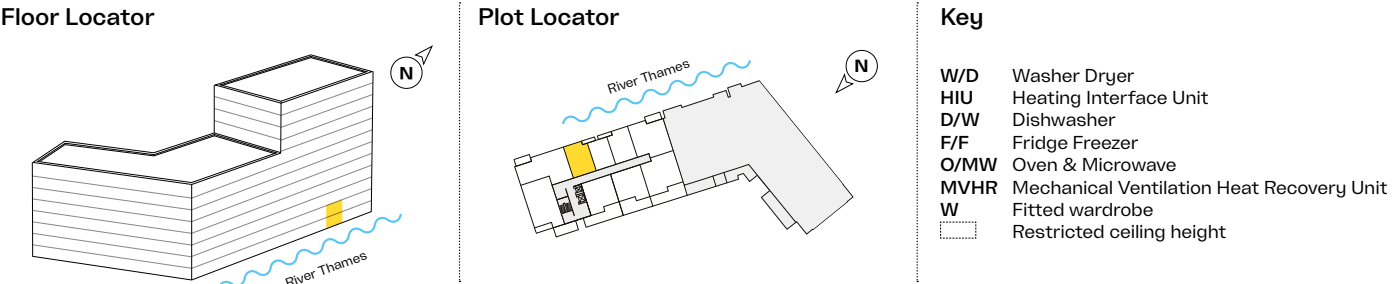 Floor Locator
N
River Thames
Plot Locator
N
River Thames
Key
W/D Washer Dryer
HIU Heating Interface Unit
D/W Dishwasher
F/F Fridge Freezer
O/MW Oven & Microwave
MVHR Mechanical Ventilation Heat Recovery Unit
W Fitted wardrobe
Restricted ceiling height